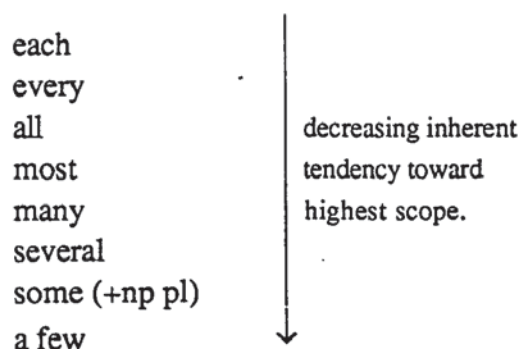 each
every
all
most
many
several
some (+np pl)
a few
decreasing inherent
tendency toward
highest scope.